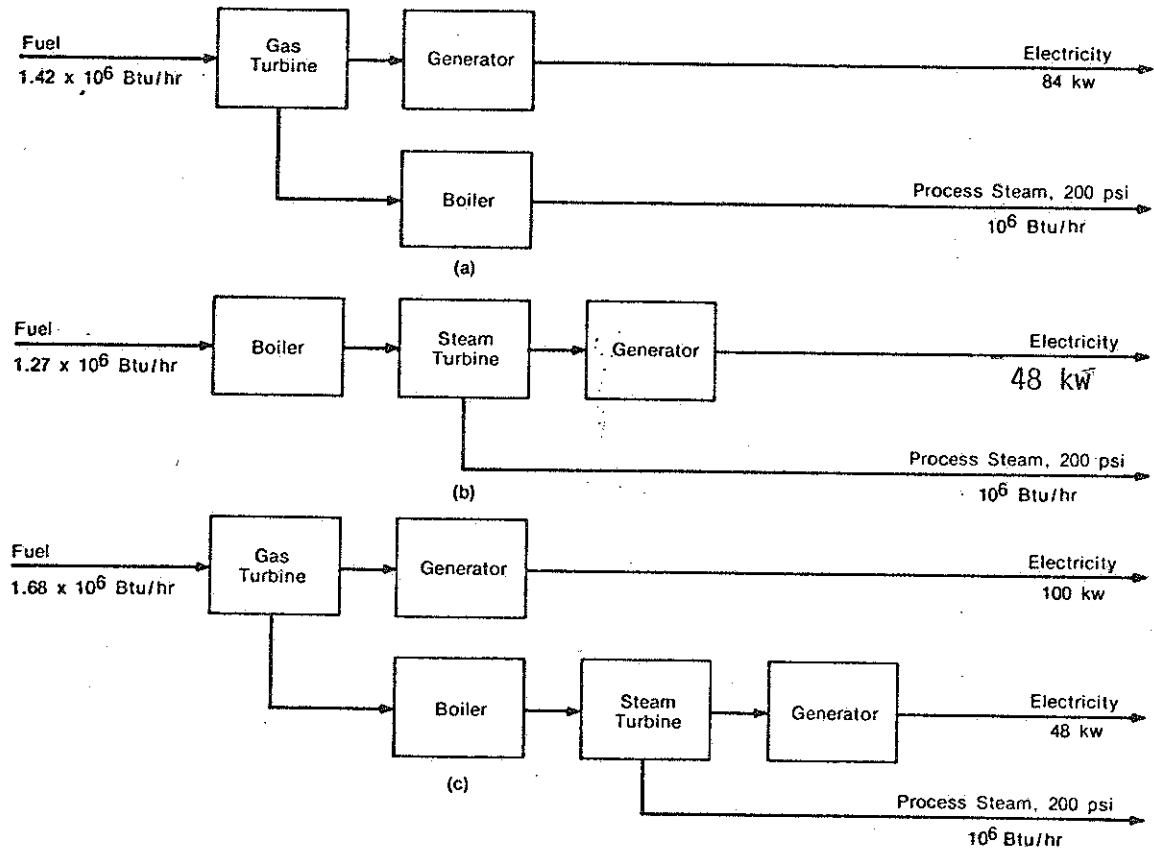 Fuel
1.42 x 10⁶ Btu/hr
Gas
Turbine
Generator
Electricity
84 kw
Boiler
Process Steam, 200 psi
10⁶ Btu/hr
(a)
Fuel
1.27 x 10⁶ Btu/hr
Boiler
Steam
Turbine
Generator
Electricity
48 kw
Process Steam, 200 psi
10⁶ Btu/hr
(b)
Fuel
1.68 x 10⁶ Btu/hr
Gas
Turbine
Generator
Electricity
100 kw
Boiler
Steam
Turbine
Generator
Electricity
48 kw
(c)
Process Steam, 200 psi
10⁶ Btu/hr